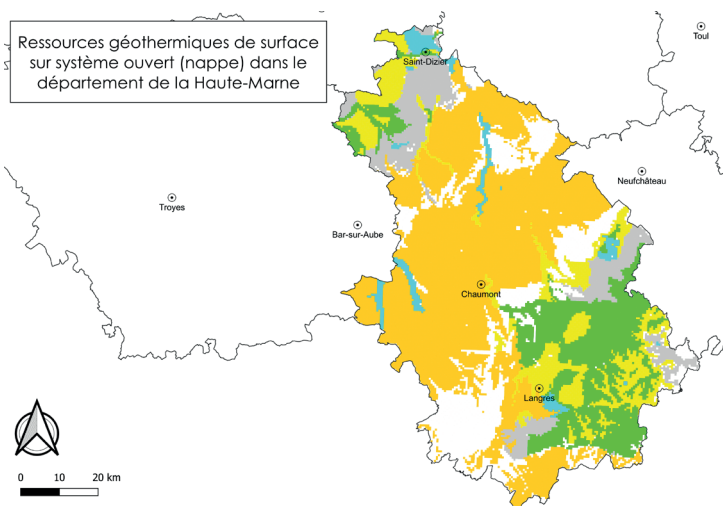 Ressources géothermiques de surface
sur système ouvert (nappe) dans le
département de la Haute-Marne
Toul
Saint-Dizier
Neufchâteau
Troyes
Bar-sur-Aube
Chaumont
Langres
0 10 20 km